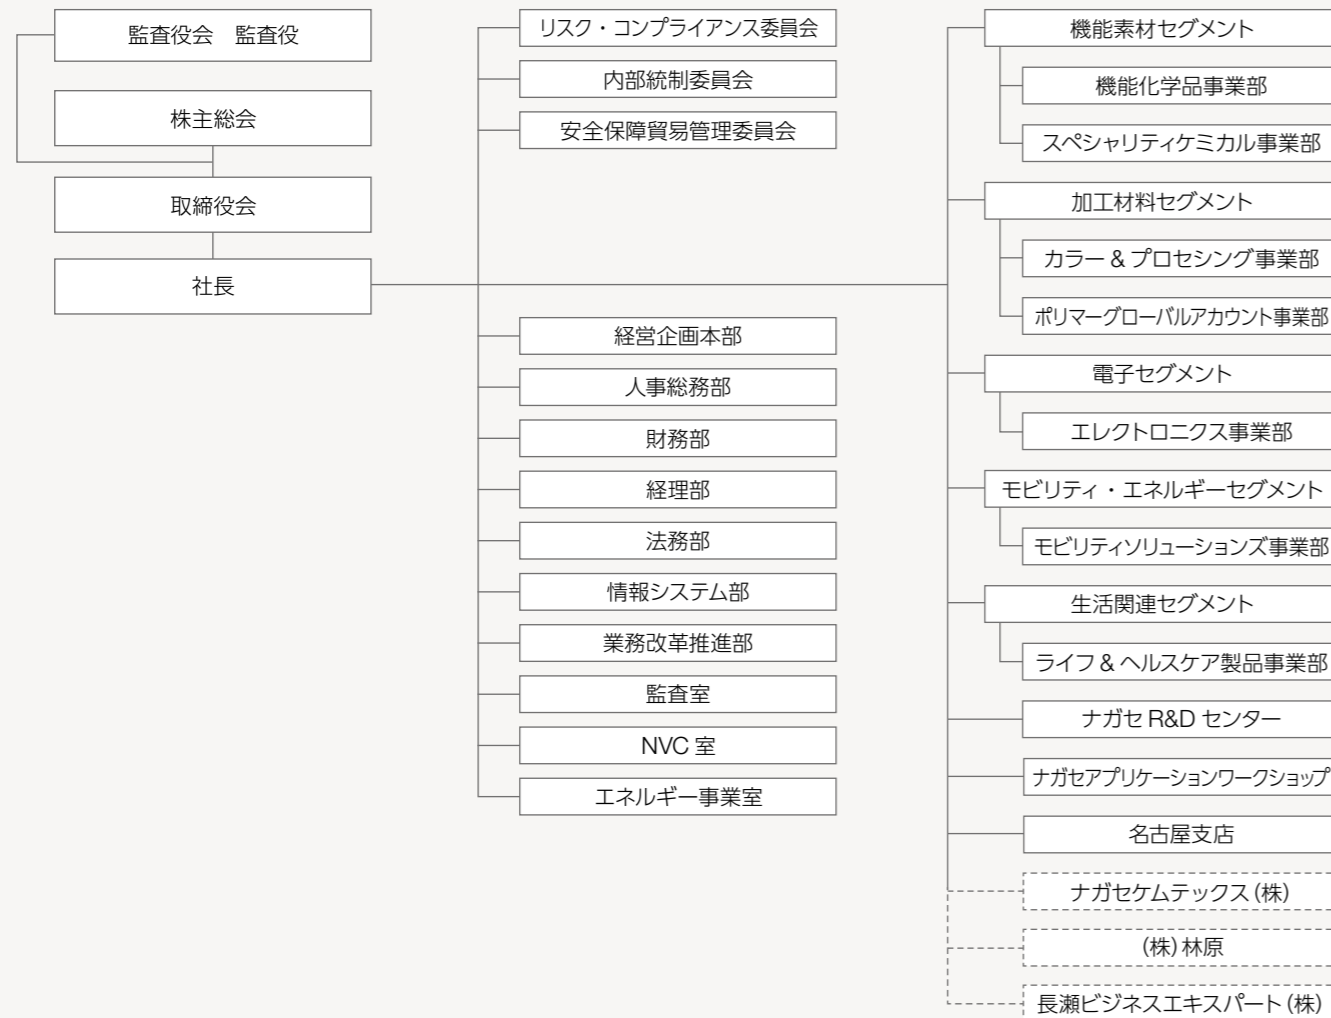 監査役会　監査役
株主総会
取締役会
社長
リスク・コンプライアンス委員会
内部統制委員会
安全保障貿易管理委員会
経営企画本部
人事総務部
財務部
経理部
法務部
情報システム部
業務改革推進部
監査室
NVC 室
エネルギー事業室
機能素材セグメント
機能化学品事業部
スペシャリティケミカル事業部
加工材料セグメント
カラー & プロセシング事業部
ポリマーグローバルアカウント事業部
電子セグメント
エレクトロニクス事業部
モビリティ・エネルギーセグメント
モビリティソリューションズ事業部
生活関連セグメント
ライフ & ヘルスケア製品事業部
ナガセ R&D センター
ナガセアプリケーションワークショップ
名古屋支店
ナガセケムテックス (株)
(株) 林原
長瀬ビジネスエキスパート (株)